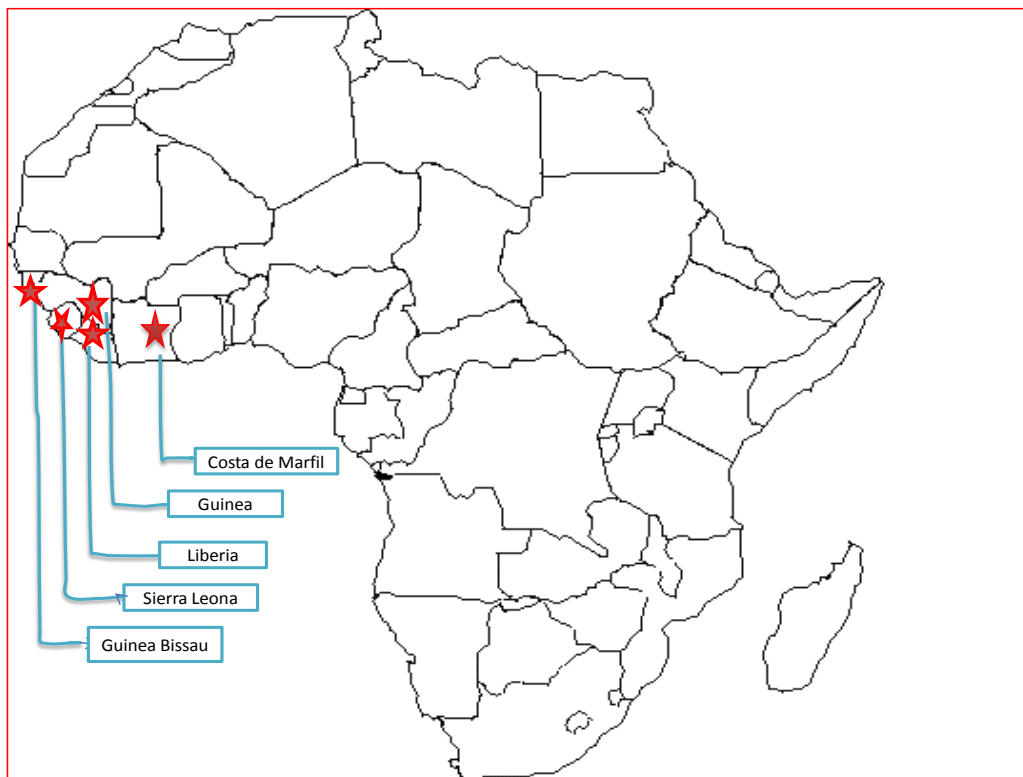 Costa de Marfil
Guinea
Liberia
Sierra Leona
Guinea Bissau